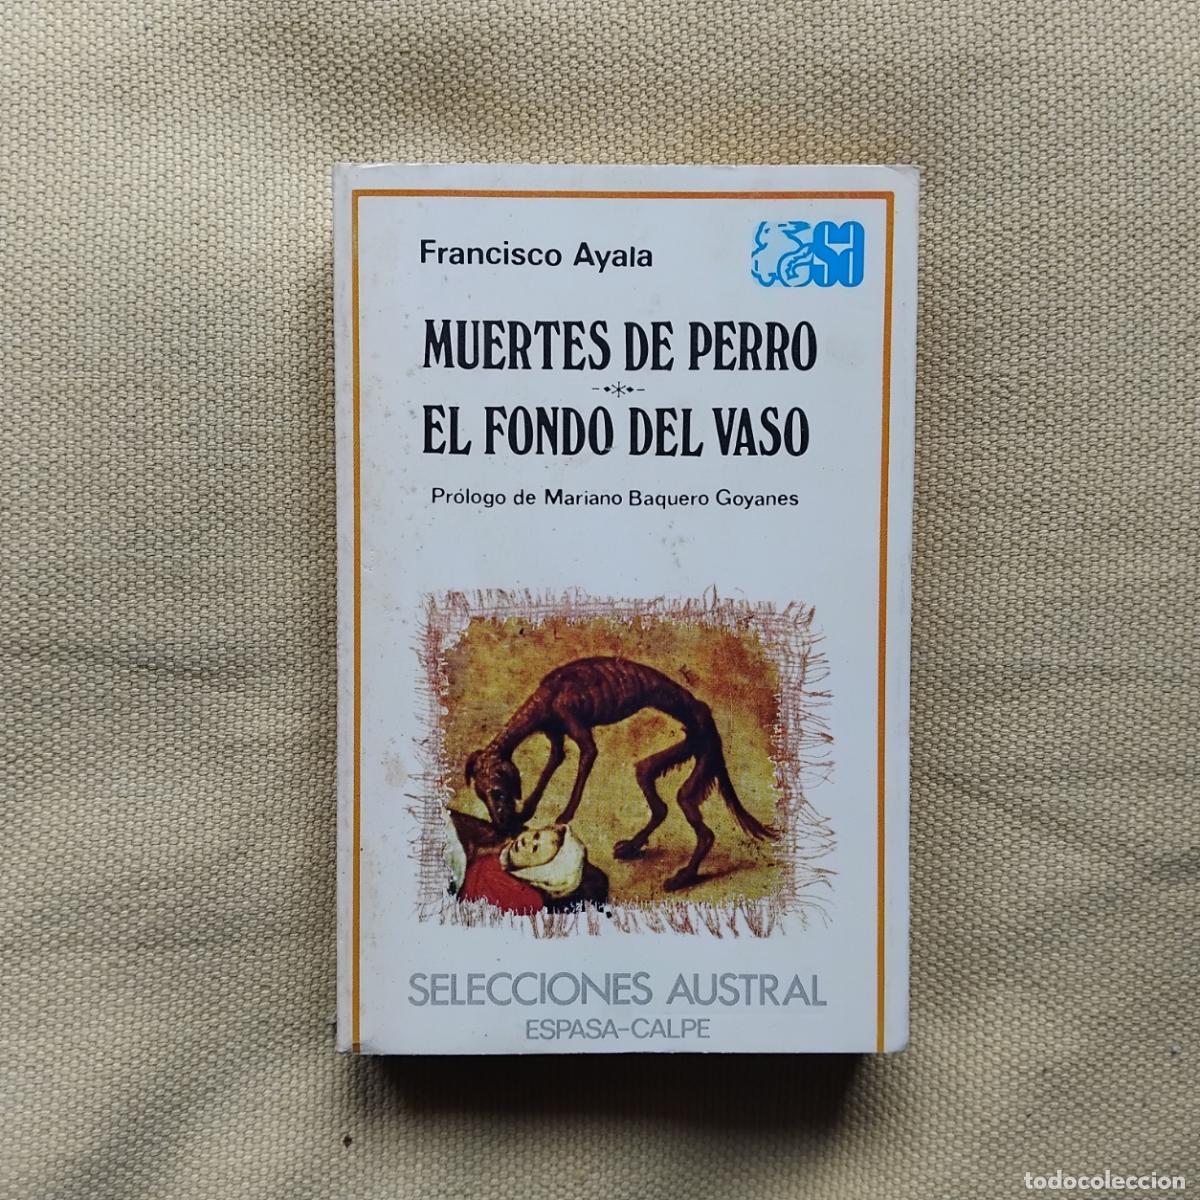 Francisco Ayala
sa
MUERTES DE PERRO
EL FONDO DEL VASO
Prólogo de Mariano Baquero Goyanes
SELECCIONES AUSTRAL
ESPASA-CALPE
todocoleccion